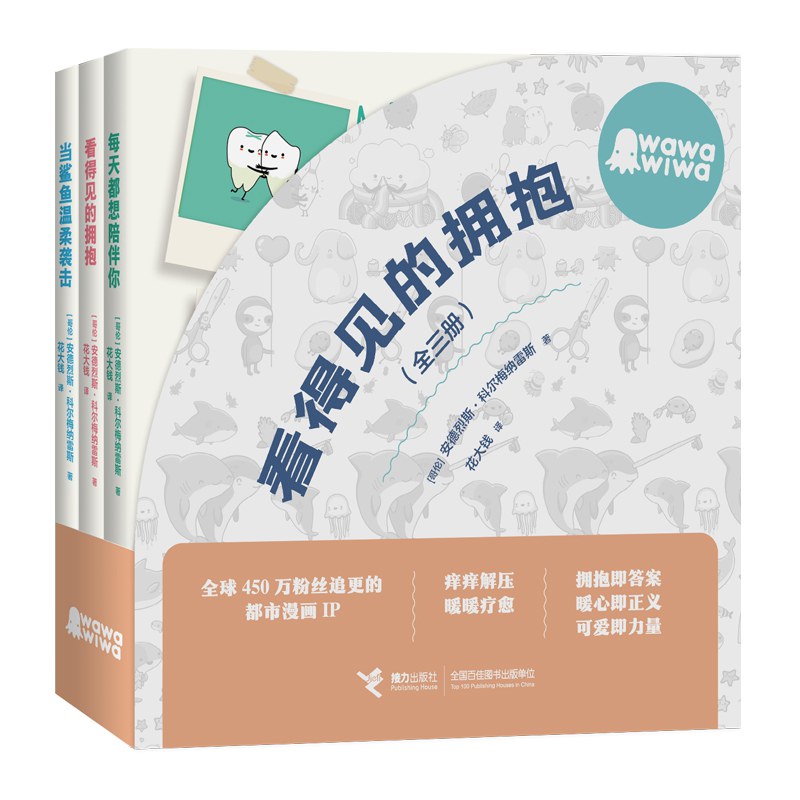 当鲨鱼温柔袭击
[哥伦] 安德烈斯·科尔梅纳雷斯 著
花大钱 译
看得见的拥抱
[哥伦] 安德烈斯·科尔梅纳雷斯 著
花大钱 译
每天都想陪伴你
[哥伦] 安德烈斯·科尔梅纳雷斯 著
花大钱 译
wawa
wiwa
wawa
wiwa
看得见的拥抱
(全三册)
[哥伦] 安德烈斯·科尔梅纳雷斯 著
花大钱 译
全球 450 万粉丝追更的
都市漫画 IP
痒痒解压
暖暖疗愈
拥抱即答案
暖心即正义
可爱即力量
接力出版社
Publishing House
全国百佳图书出版单位
Top 100 Publishing Houses in China